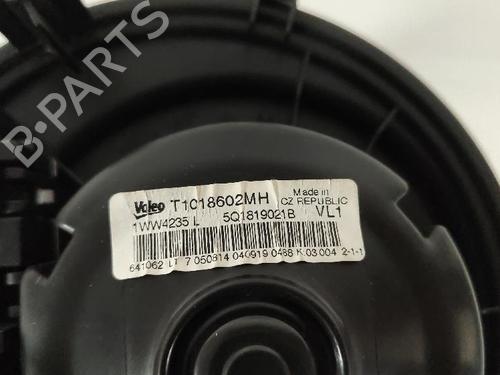 B-PARTS
Valeo T1018602MH Made in
CZ REPUBLIC
1WW4235 L 5Q1819021B VL1
641062 LT 7 050814 040919 0488 K 03 004 2-1-1